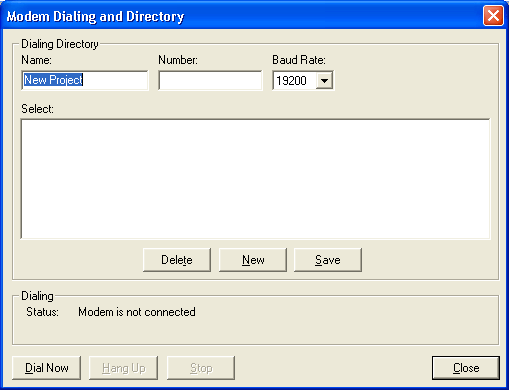 Modem Dialing and Directory
Dialing Directory
Name: Number: Baud Rate:
New Project 19200
Select:
Delete New Save
Dialing
Status: Modem is not connected
Dial Now Hang Up Stop Close